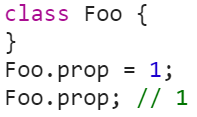 class Foo {
}
Foo.prop = 1;
Foo.prop; // 1